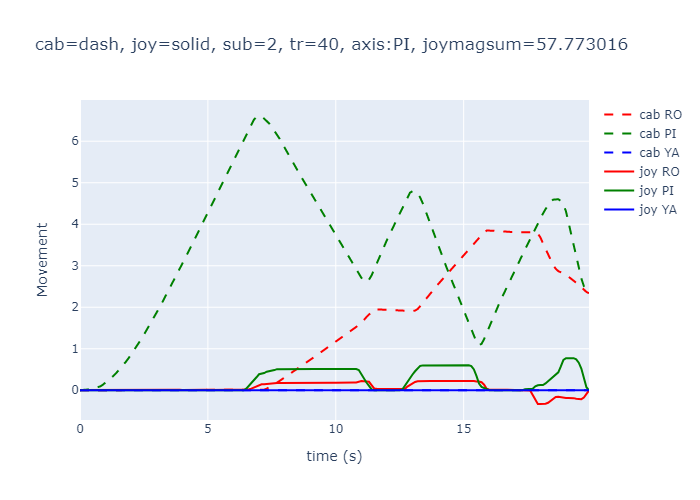 cab=dash, joy=solid, sub=2, tr=40, axis:PI, joymagsum=57.773016
cab RO
cab PI
cab YA
joy RO
joy PI
joy YA
Movement
6
5
4
3
2
1
0
0
5
10
15
time (s)